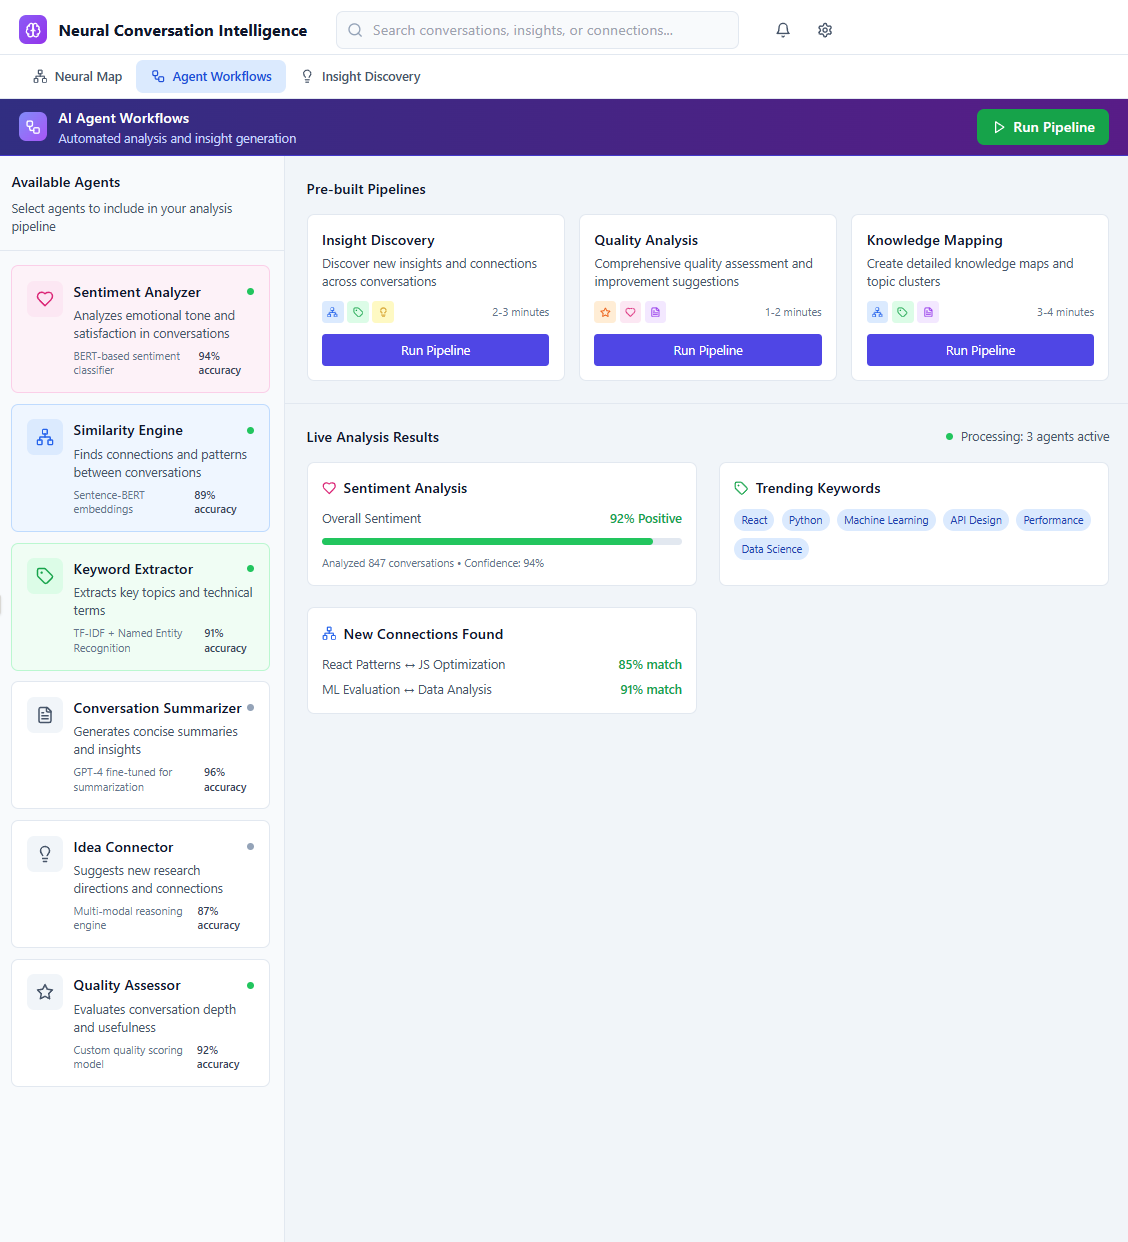 Neural Conversation Intelligence
Search conversations, insights, or connections...
Neural Map
Agent Workflows
Insight Discovery
AI Agent Workflows
Automated analysis and insight generation
Run Pipeline
Available Agents
Select agents to include in your analysis
pipeline
Sentiment Analyzer
Analyzes emotional tone and
satisfaction in conversations
BERT-based sentiment
classifier
94%
accuracy
Similarity Engine
Finds connections and patterns
between conversations
Sentence-BERT
embeddings
89%
accuracy
Keyword Extractor
Extracts key topics and technical
terms
TF-IDF + Named Entity
Recognition
91%
accuracy
Conversation Summarizer
Generates concise summaries
and insights
GPT-4 fine-tuned for
summarization
96%
accuracy
Idea Connector
Suggests new research
directions and connections
Multi-modal reasoning
engine
87%
accuracy
Quality Assessor
Evaluates conversation depth
and usefulness
Custom quality scoring
model
92%
accuracy
Pre-built Pipelines
Insight Discovery
Discover new insights and connections
across conversations
2-3 minutes
Run Pipeline
Quality Analysis
Comprehensive quality assessment and
improvement suggestions
1-2 minutes
Run Pipeline
Knowledge Mapping
Create detailed knowledge maps and
topic clusters
3-4 minutes
Run Pipeline
Live Analysis Results
Processing: 3 agents active
Sentiment Analysis
Overall Sentiment
92% Positive
Analyzed 847 conversations • Confidence: 94%
Trending Keywords
React
Python
Machine Learning
API Design
Performance
Data Science
New Connections Found
React Patterns ↔ JS Optimization
85% match
ML Evaluation ↔ Data Analysis
91% match